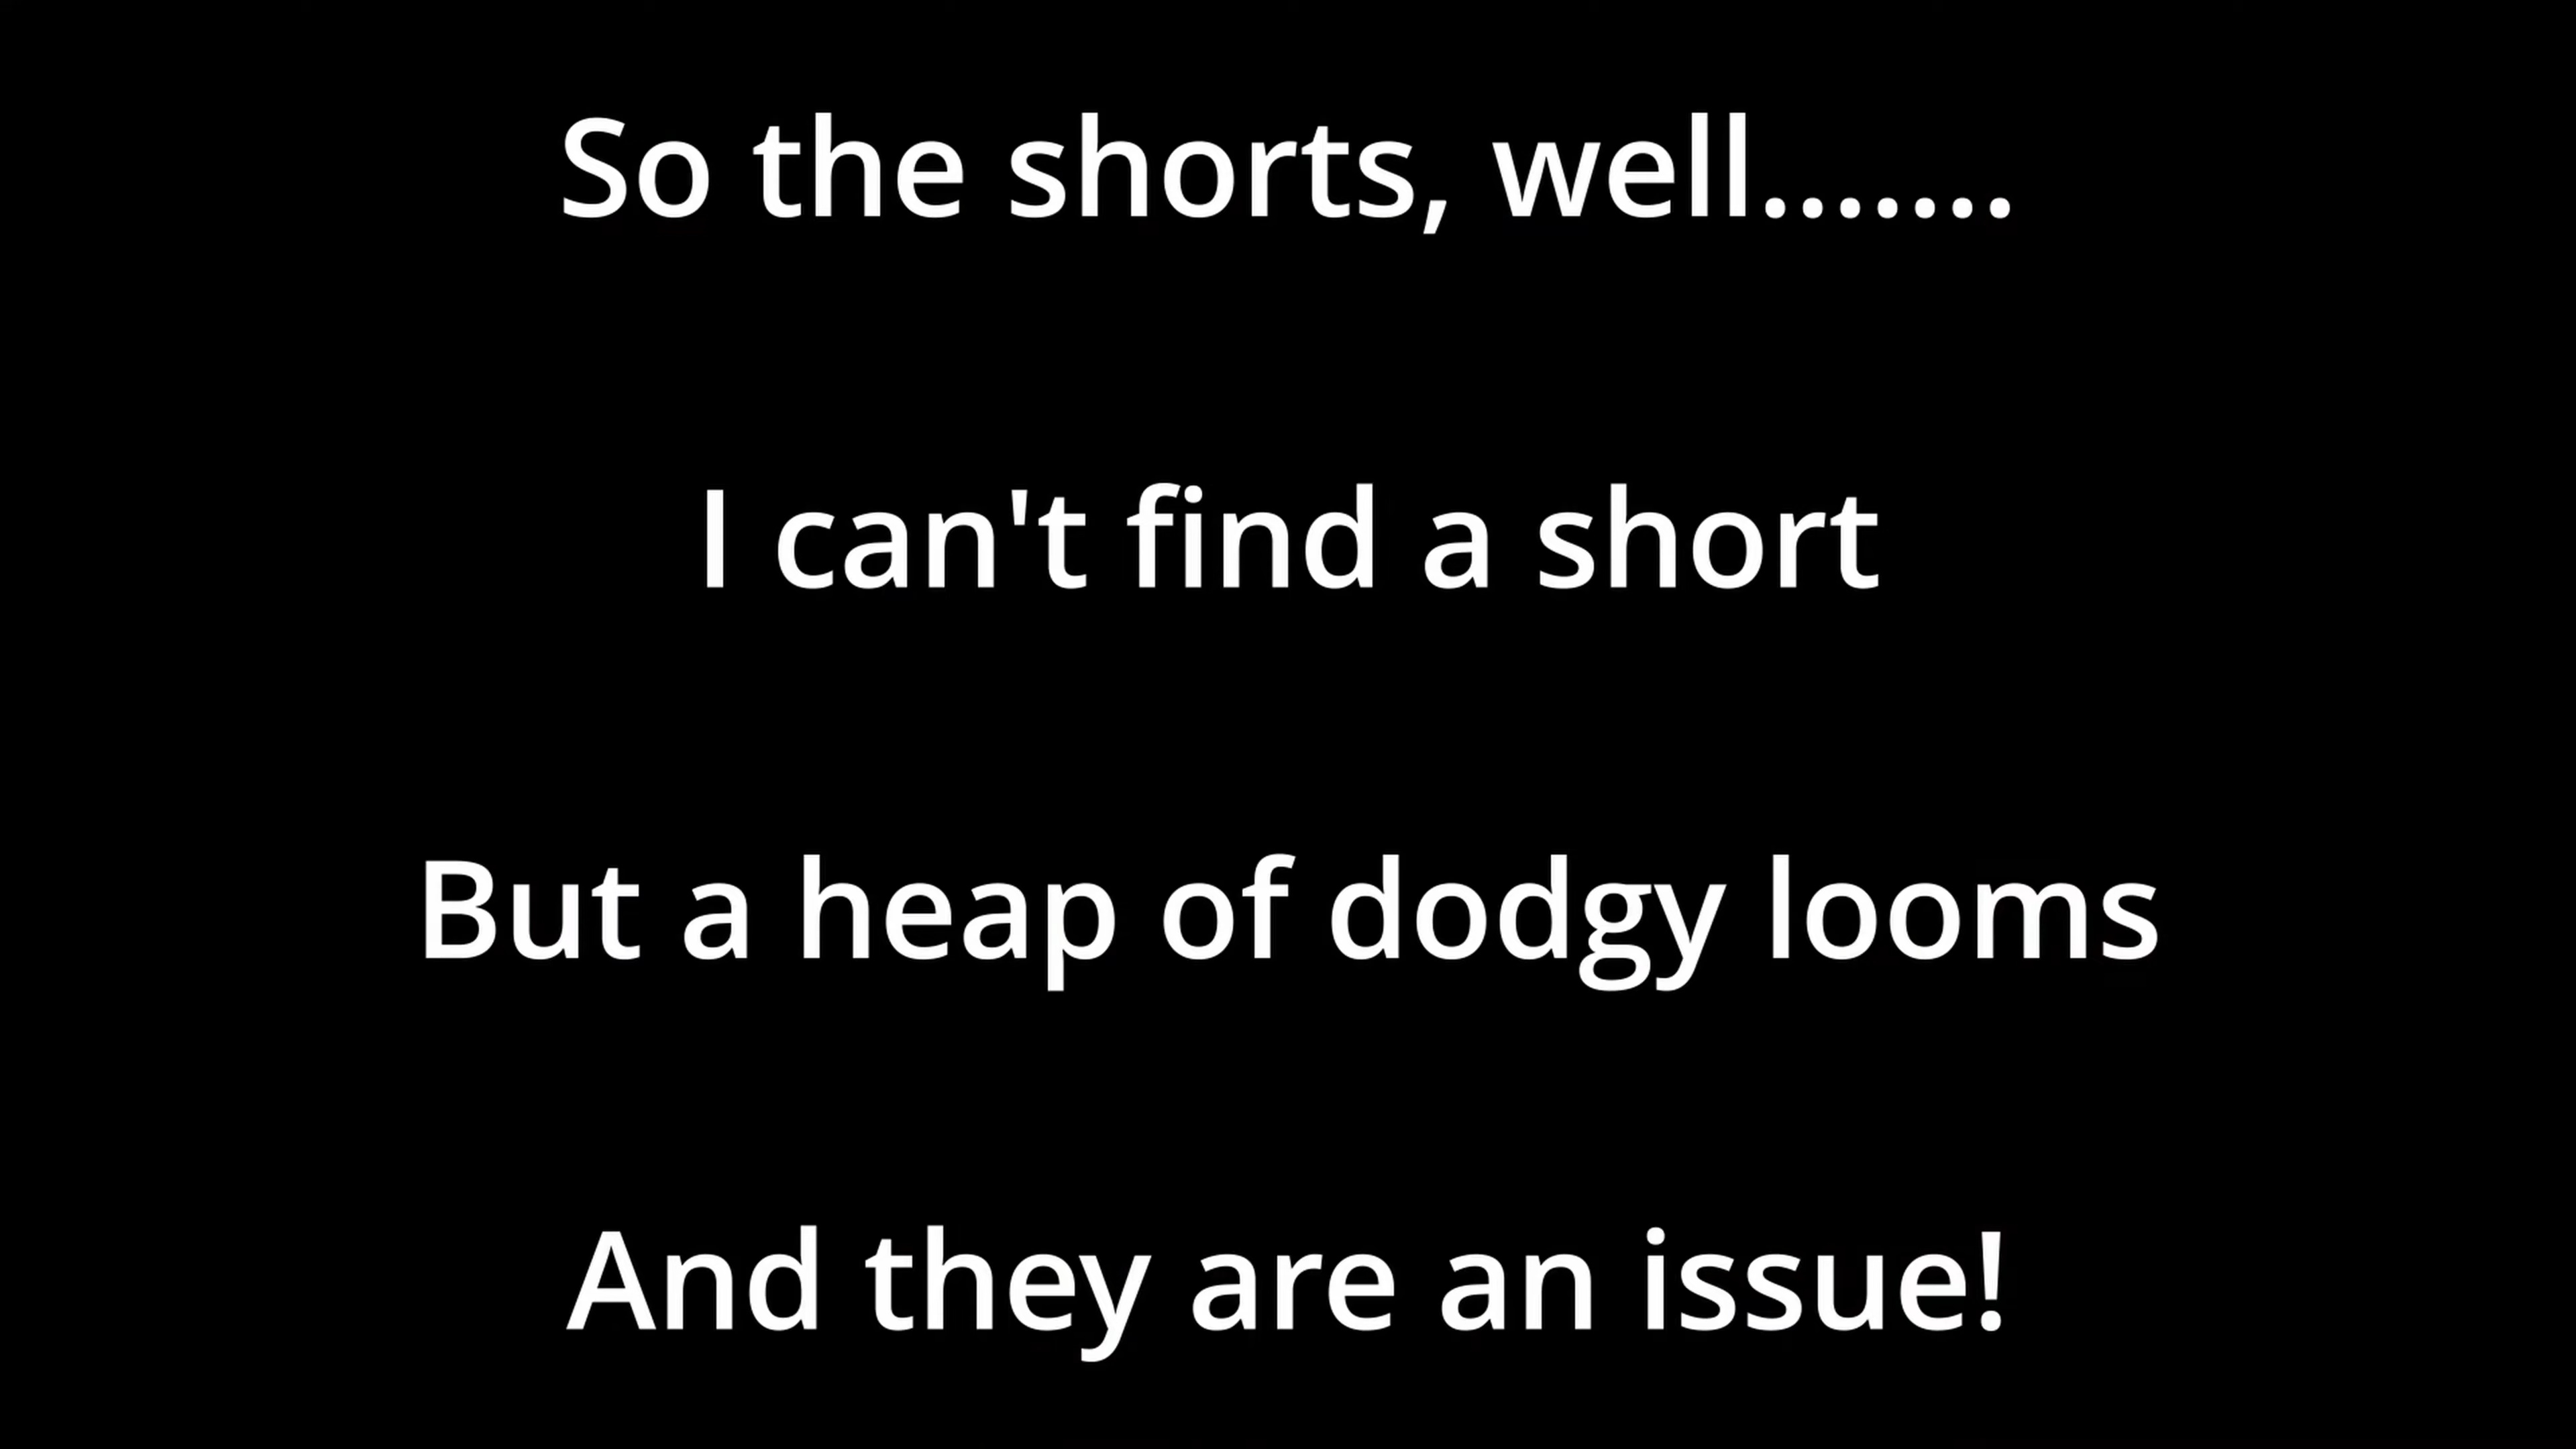 So the shorts, well.......
I can't find a short
But a heap of dodgy looms
And they are an issue!